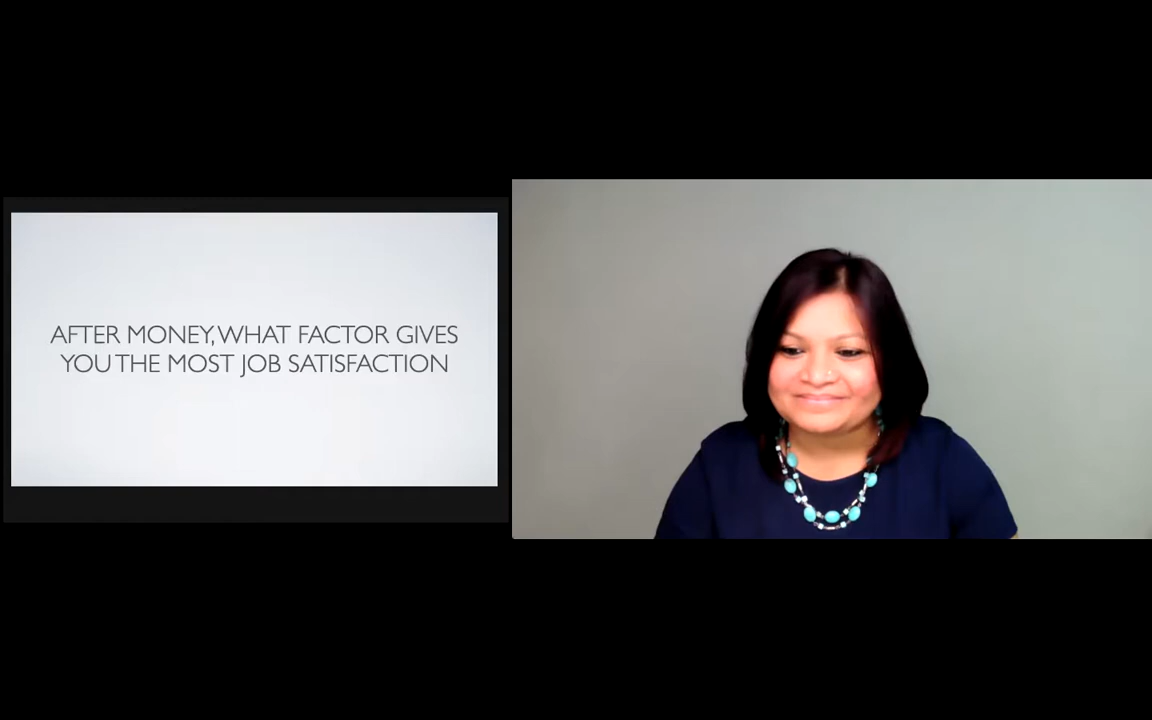 AFTER MONEY, WHAT FACTOR GIVES
YOU THE MOST JOB SATISFACTION